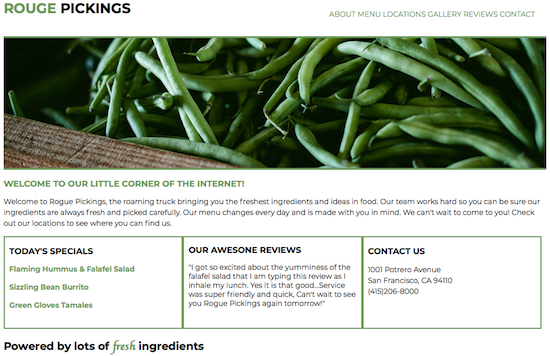 ROUGE PICKINGS
ABOUT MENU LOCATIONS GALLERY REVIEWS CONTACT
WELCOME TO OUR LITTLE CORNER OF THE INTERNET!
Welcome to Rogue Pickings, the roaming truck bringing you the freshest ingredients and ideas in food. Our team works hard so you can be sure our
ingredients are always fresh and picked carefully. Our menu changes every day and is made with you in mind. We can't wait to come to you! Check
out our locations to see where you can find us.
TODAY'S SPECIALS
Flaming Hummus & Falafel Salad
Sizzling Bean Burrito
Green Gloves Tamales
OUR AWESONE REVIEWS
"I got so excited about the yumminess of the
falafel salad that I am typing this review as I
inhale my lunch. Yes it is that good...Service
was super friendly and quick, Can't wait to see
you Rogue Pickings again tomorrow!"
CONTACT US
1001 Potrero Avenue
San Francisco, CA 94110
(415)206-8000
Powered by lots of fresh ingredients